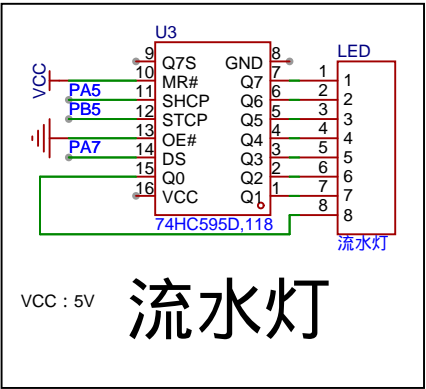 U3
LED
9 Q7S GND 8
VCC 10 MR# Q7 7 1 1
PA5 11 SHCP Q6 6 2 2
PB5 12 STCP Q5 5 3 3
13 OE# Q4 4 4 4
PA7 14 DS Q3 3 5 5
15 Q0 Q2 2 6 6
16 VCC Q1 1 7 7
8 8
74HC595D,118
流水灯
VCC：5V
流水灯